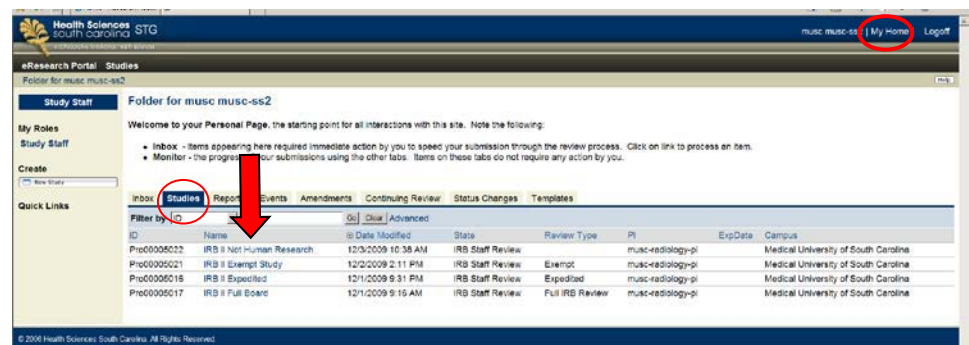 Health Sciences STG
south carolina
musc musc-ss2 | My Home Logoff
eResearch Portal Studies
Folder for musc musc-ss2 Help
Study Staff
Folder for musc musc-ss2
Welcome to your Personal Page, the starting point for all interactions with this site. Note the following:
My Roles
Study Staff
• Inbox - Items appearing here required immediate action by you to speed your submission through the review process. Click on link to process an item.
• Monitor - the progress your submissions using the other tabs. Items on these tabs do not require any action by you.
Create
New Study
Quick Links
Inbox Studies Report Events Amendments Continuing Review Status Changes Templates
Filter by ID Go Clear Advanced
ID Name Date Modified State Review Type PI ExpDate Campus
Pro00005022 IRB II Not Human Research 12/3/2009 10:38 AM IRB Staff Review musc-radiology-pi Medical University of South Carolina
Pro00005021 IRB II Exempt Study 12/2/2009 2:11 PM IRB Staff Review Exempt musc-radiology-pi Medical University of South Carolina
Pro00005016 IRB II Expedited 12/1/2009 9:31 PM IRB Staff Review Expedited musc-radiology-pi Medical University of South Carolina
Pro00005017 IRB II Full Board 12/1/2009 9:16 AM IRB Staff Review Full IRB Review musc-radiology-pi Medical University of South Carolina
© 2006 Health Sciences South Carolina. All Rights Reserved.